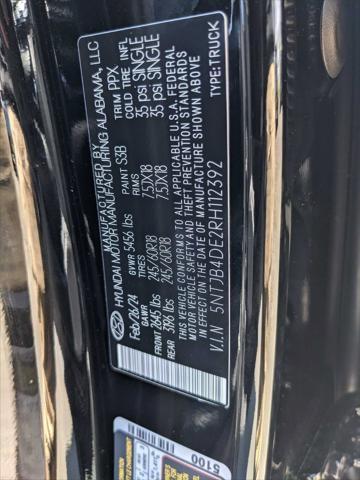 MANUFACTURED BY
HYUNDAI MOTOR MANUFACTURING ALABAMA, LLC
Feb/26/24 GVWR 5456 lbs PAINT S3B TRIM PPX
GAWR TIRES RIMS COLD TIRE INFL.
FRONT 2645 lbs 245/60R18 7.5JX18 35 psi SINGLE
REAR 3196 lbs 245/60R18 7.5JX18 35 psi SINGLE
THIS VEHICLE CONFORMS TO ALL APPLICABLE U.S.A. FEDERAL
MOTOR VEHICLE SAFETY AND THEFT PREVENTION STANDARDS
IN EFFECT ON THE DATE OF MANUFACTURE SHOWN ABOVE
V.I.N 5NTJB4DE2RH112392 TYPE:TRUCK
5100